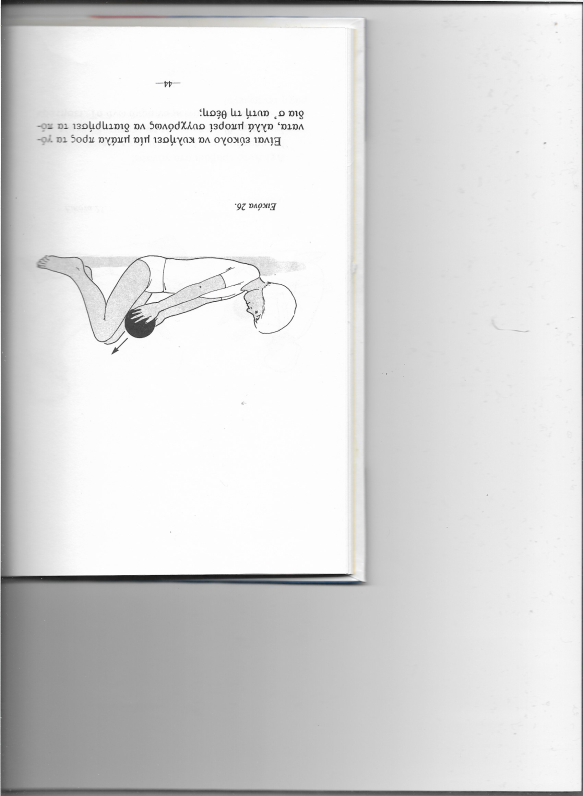 Εικόνα 26.
Είναι εύκολο να κυλήσει μία μπάλα προς τα γό-
νατα, αλλά μπορεί συγχρόνως να διατηρήσει τα πό-
δια σ' αυτή τη θέση;
—44—